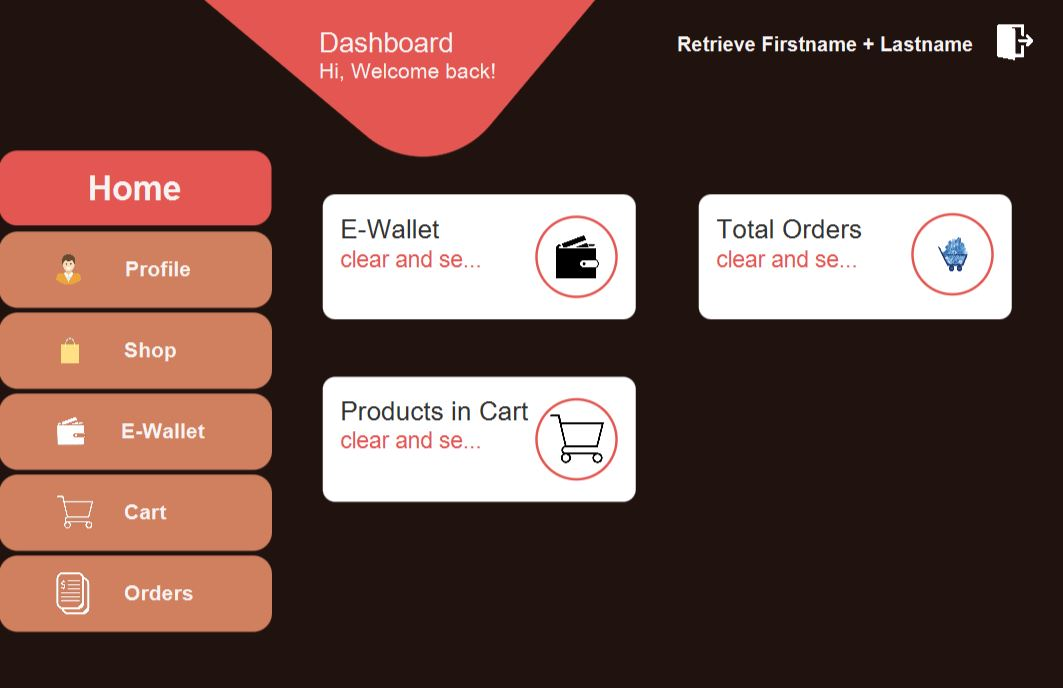 Dashboard
Hi, Welcome back!
Retrieve Firstname + Lastname
Home
Profile
Shop
E-Wallet
Cart
Orders
E-Wallet
clear and se...
Total Orders
clear and se...
Products in Cart
clear and se...